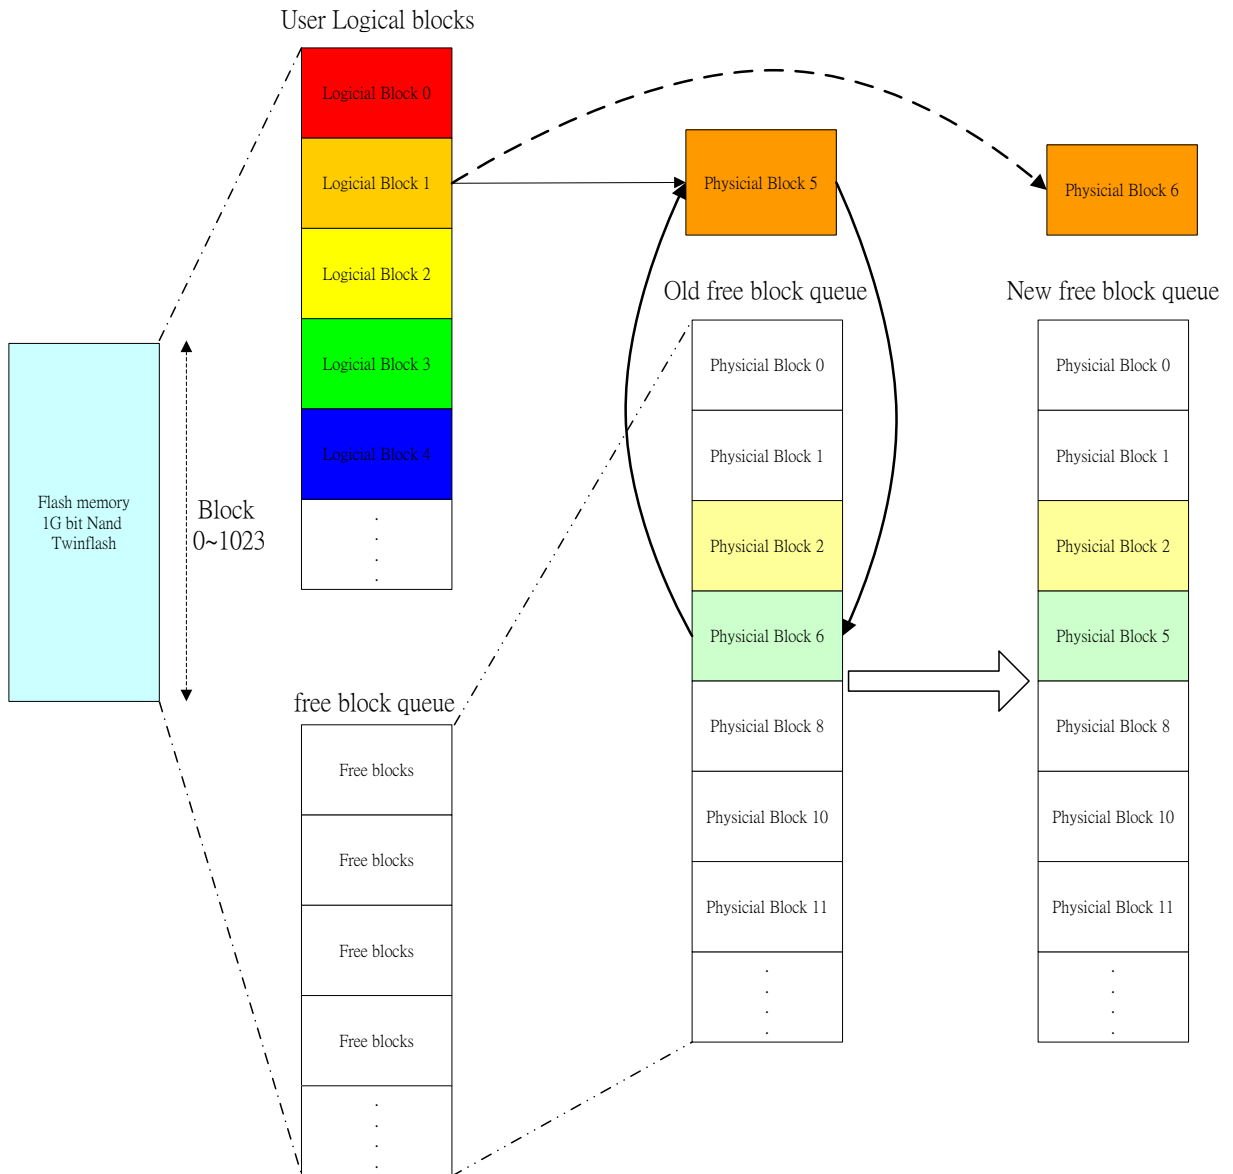 User Logical blocks
Logicial Block 0
Logicial Block 1
Logicial Block 2
Logicial Block 3
Logicial Block 4
.
.
.
.
Flash memory
1G bit Nand
Twinflash
Block
0~1023
free block queue
Free blocks
Free blocks
Free blocks
Free blocks
.
.
.
.
Physicial Block 5
Old free block queue
Physicial Block 0
Physicial Block 1
Physicial Block 2
Physicial Block 6
Physicial Block 8
Physicial Block 10
Physicial Block 11
.
.
.
.
Physicial Block 6
New free block queue
Physicial Block 0
Physicial Block 1
Physicial Block 2
Physicial Block 5
Physicial Block 8
Physicial Block 10
Physicial Block 11
.
.
.
.